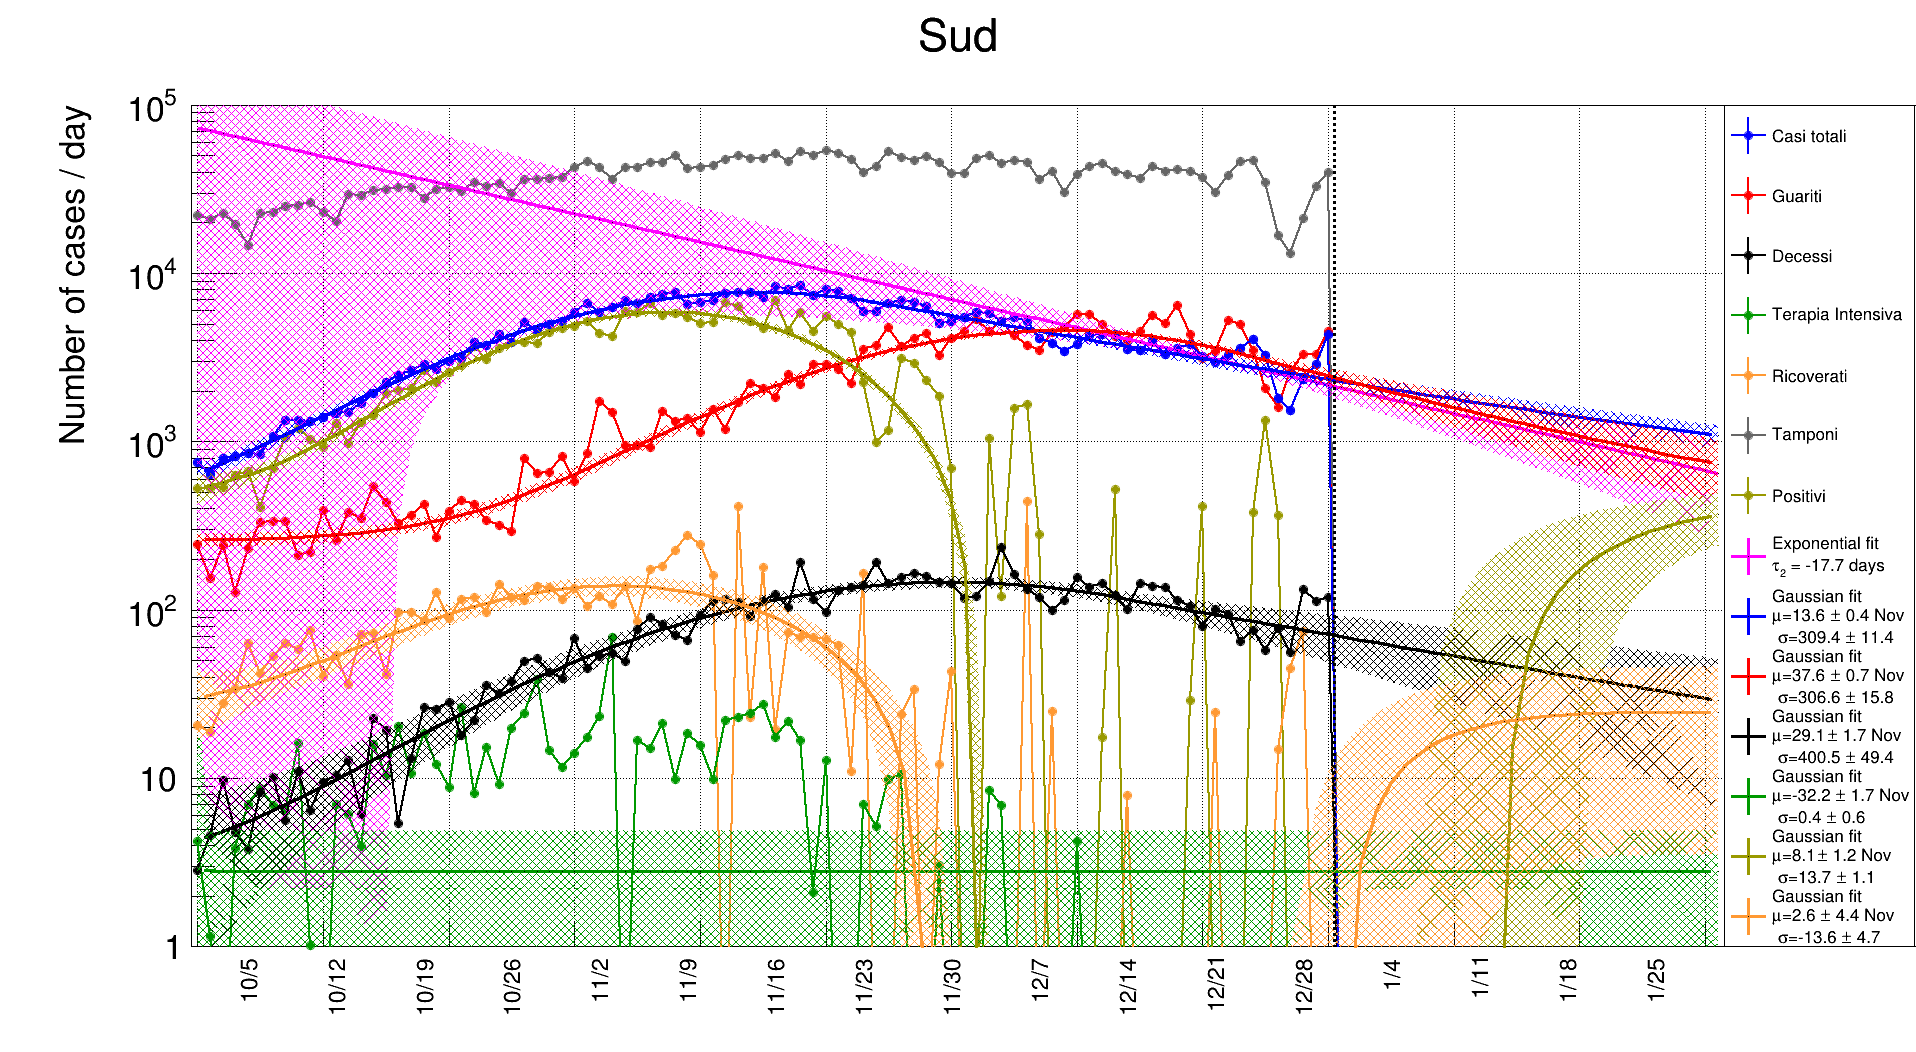 Sud
Number of cases / day
10^5
10^4
10^3
10^2
10
1
10/5
10/12
10/19
10/26
11/2
11/9
11/16
11/23
11/30
12/7
12/14
12/21
12/28
1/4
1/11
1/18
1/25
Casi totali
Guariti
Decessi
Terapia Intensiva
Ricoverati
Tamponi
Positivi
Exponential fit
τ_2 = -17.7 days
Gaussian fit
μ=13.6 ± 0.4 Nov
σ=309.4 ± 11.4
Gaussian fit
μ=37.6 ± 0.7 Nov
σ=306.6 ± 15.8
Gaussian fit
μ=29.1 ± 1.7 Nov
σ=400.5 ± 49.4
Gaussian fit
μ=-32.2 ± 1.7 Nov
σ=0.4 ± 0.6
Gaussian fit
μ=8.1 ± 1.2 Nov
σ=13.7 ± 1.1
Gaussian fit
μ=2.6 ± 4.4 Nov
σ=-13.6 ± 4.7